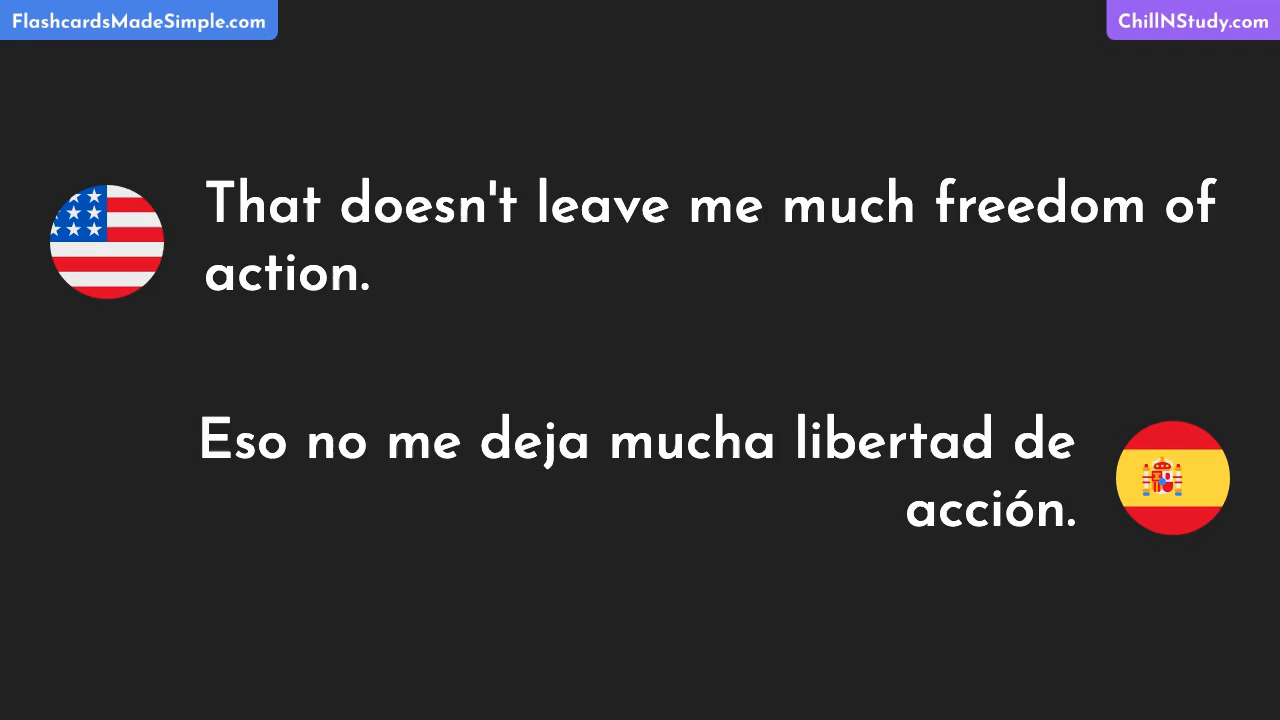 FlashcardsMadeSimple.com
ChillNStudy.com
That doesn't leave me much freedom of
action.
Eso no me deja mucha libertad de
acción.